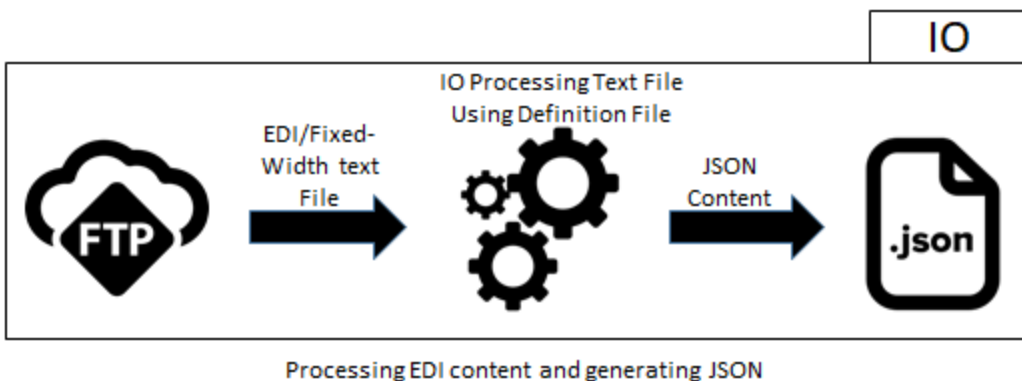 IO
IO Processing Text File
Using Definition File
EDI/Fixed-
Width text
File
JSON
Content
FTP
.json
Processing EDI content and generating JSON